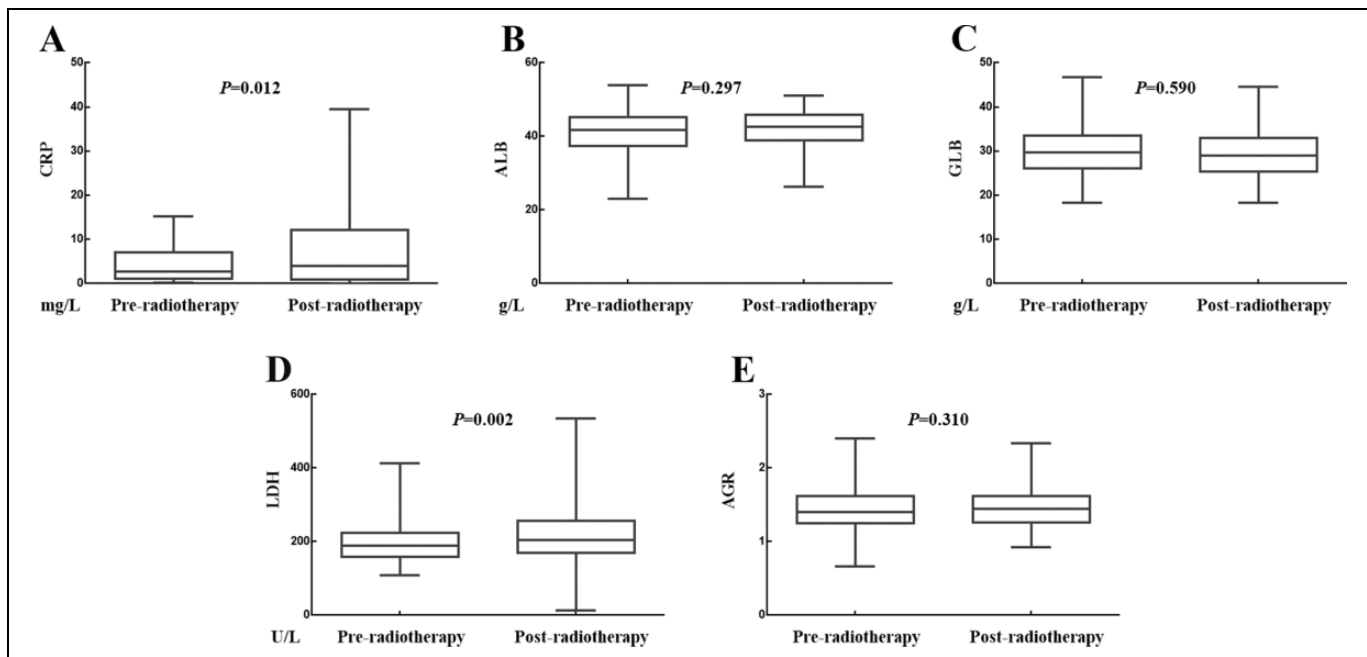 A
50
40
30
20
10
0
CRP
P=0.012
mg/L Pre-radiotherapy Post-radiotherapy
B
60
40
20
0
ALB
P=0.297
g/L Pre-radiotherapy Post-radiotherapy
C
50
40
30
20
10
0
GLB
P=0.590
g/L Pre-radiotherapy Post-radiotherapy
D
600
400
200
0
LDH
P=0.002
U/L Pre-radiotherapy Post-radiotherapy
E
3
2
1
0
AGR
P=0.310
Pre-radiotherapy Post-radiotherapy